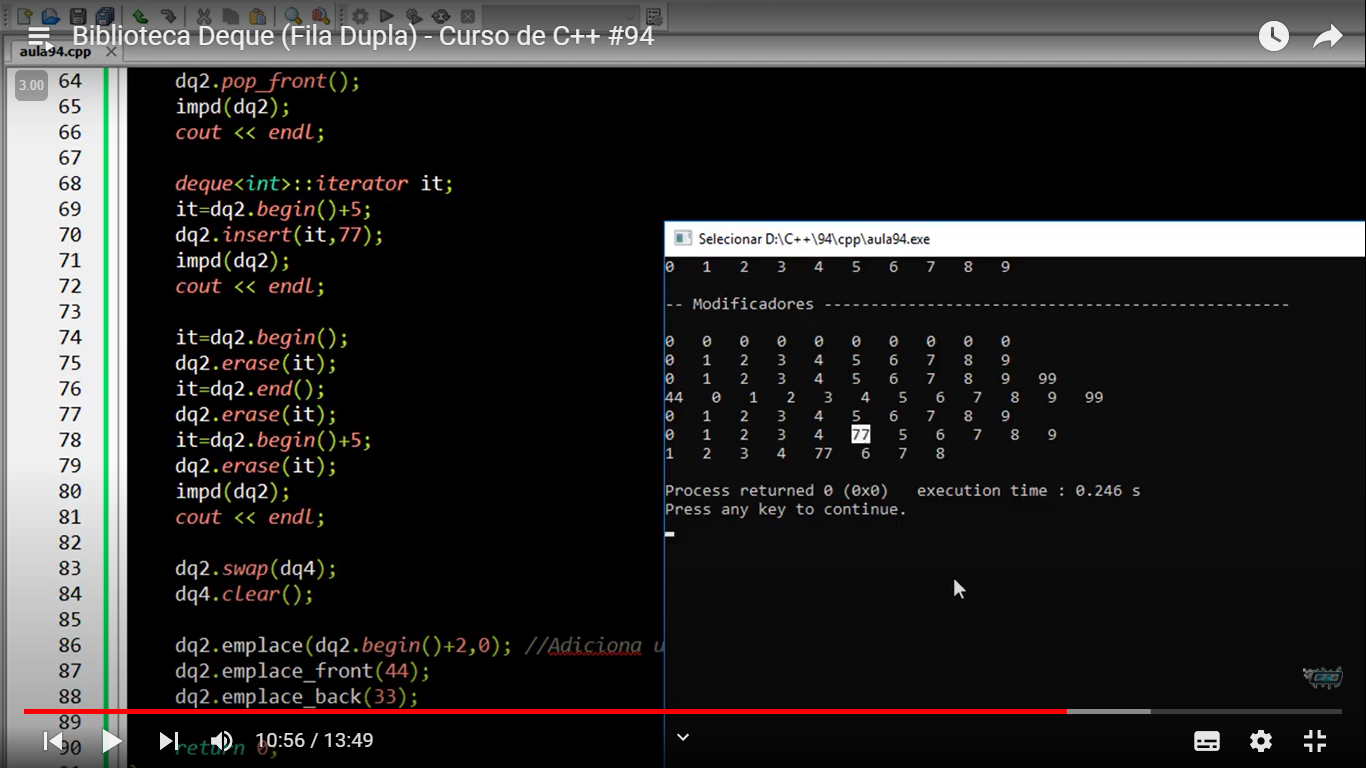 Biblioteca Deque (Fila Dupla) - Curso de C++ #94
aula94.cpp
3.00
64 dq2.pop_front();
65 impd(dq2);
66 cout << endl;
67
68 deque<int>::iterator it;
69 it=dq2.begin()+5;
70 dq2.insert(it,77);
71 impd(dq2);
72 cout << endl;
73
74 it=dq2.begin();
75 dq2.erase(it);
76 it=dq2.end();
77 dq2.erase(it);
78 it=dq2.begin()+5;
79 dq2.erase(it);
80 impd(dq2);
81 cout << endl;
82
83 dq2.swap(dq4);
84 dq4.clear();
85
86 dq2.emplace(dq2.begin()+2,0); //Adiciona u
87 dq2.emplace_front(44);
88 dq2.emplace_back(33);
89
90 return 0;
Selecionar D:\C++\94\cpp\aula94.exe
0 1 2 3 4 5 6 7 8 9
-- Modificadores --------------------------------------------------
0 0 0 0 0 0 0 0 0 0
0 1 2 3 4 5 6 7 8 9
0 1 2 3 4 5 6 7 8 9 99
44 0 1 2 3 4 5 6 7 8 9 99
0 1 2 3 4 5 6 7 8 9
0 1 2 3 4 77 5 6 7 8 9
1 2 3 4 77 6 7 8
Process returned 0 (0x0) execution time : 0.246 s
Press any key to continue.
10:56 / 13:49